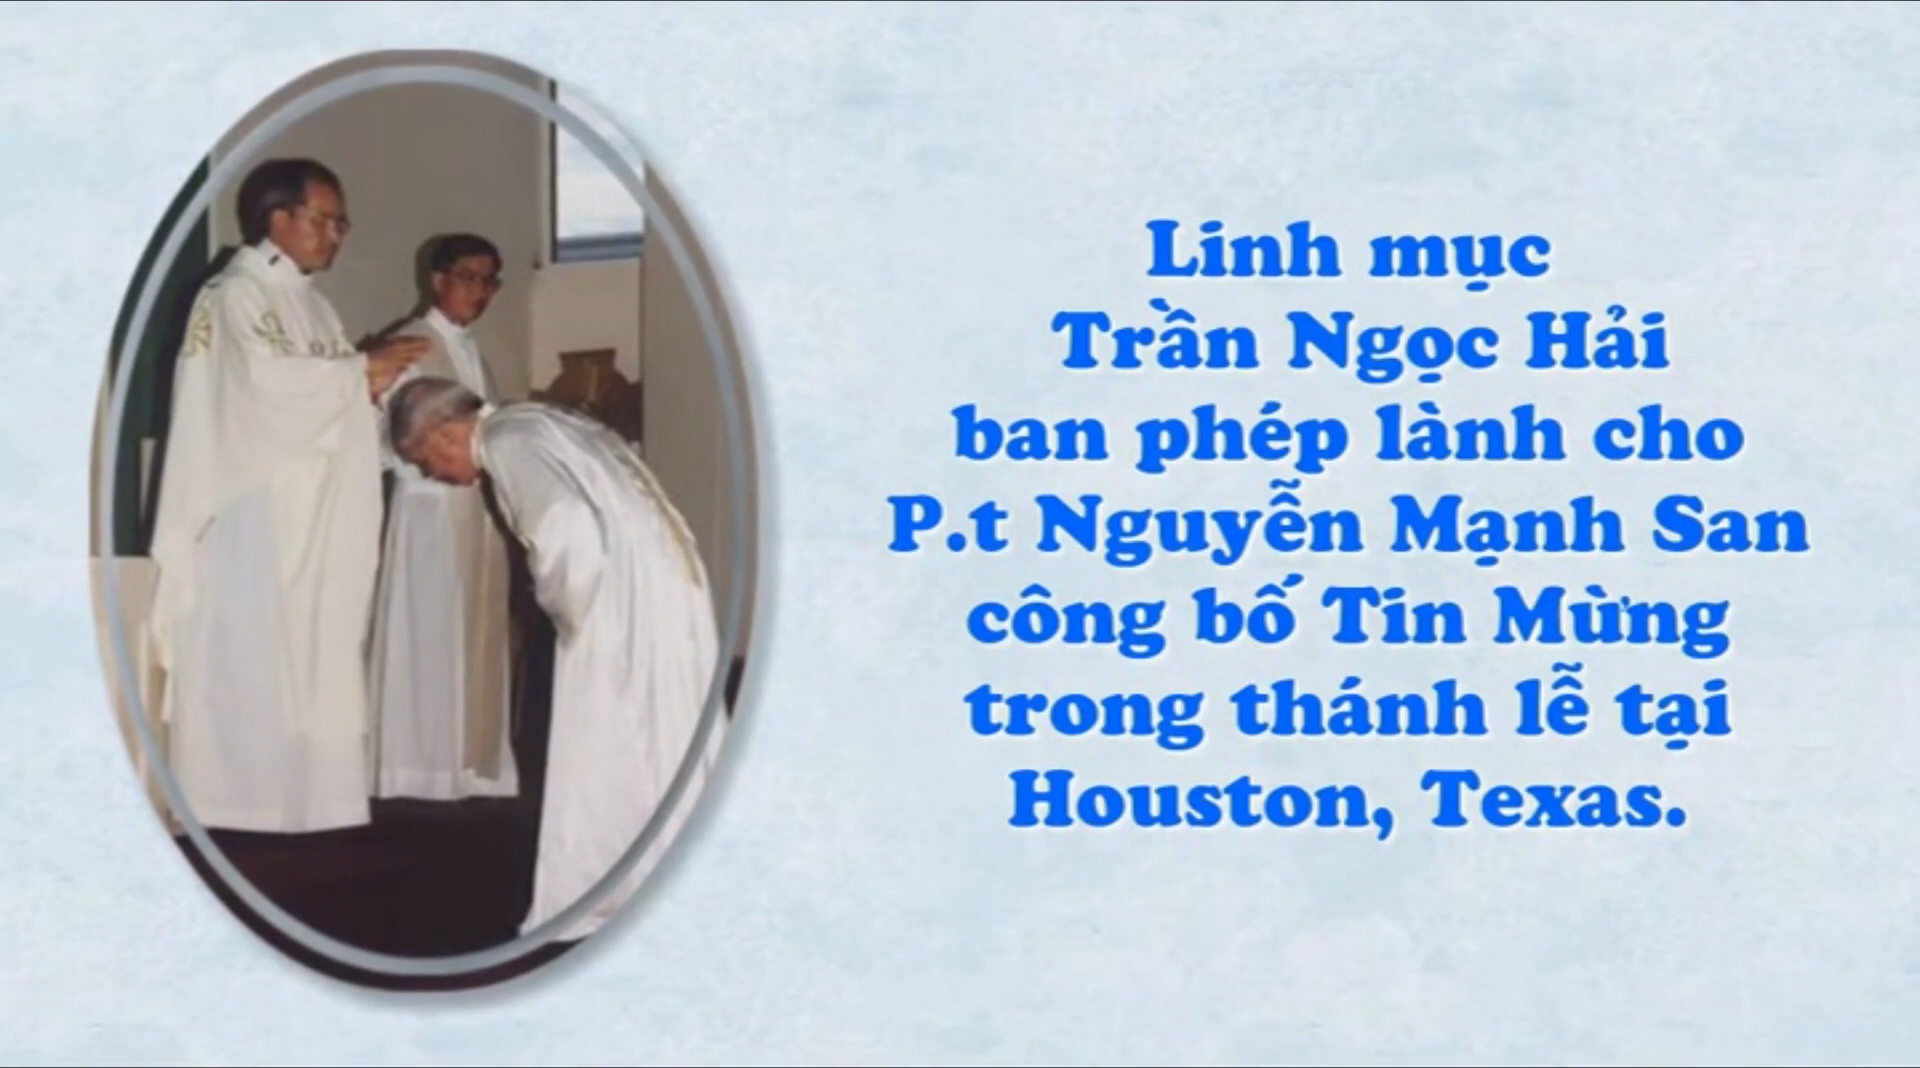 Linh mục
Trần Ngọc Hải
ban phép lành cho
P.t Nguyễn Mạnh San
công bố Tin Mừng
trong thánh lễ tại
Houston, Texas.